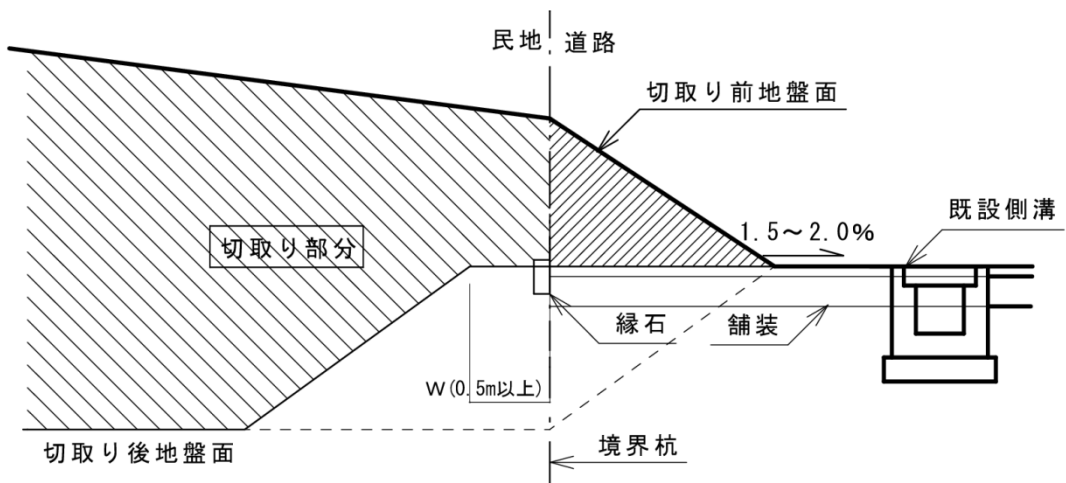 民地 道路
切取り前地盤面
既設側溝
1.5～2.0%
切取り部分
縁石
舗装
W(0.5m以上)
切取り後地盤面
境界杭